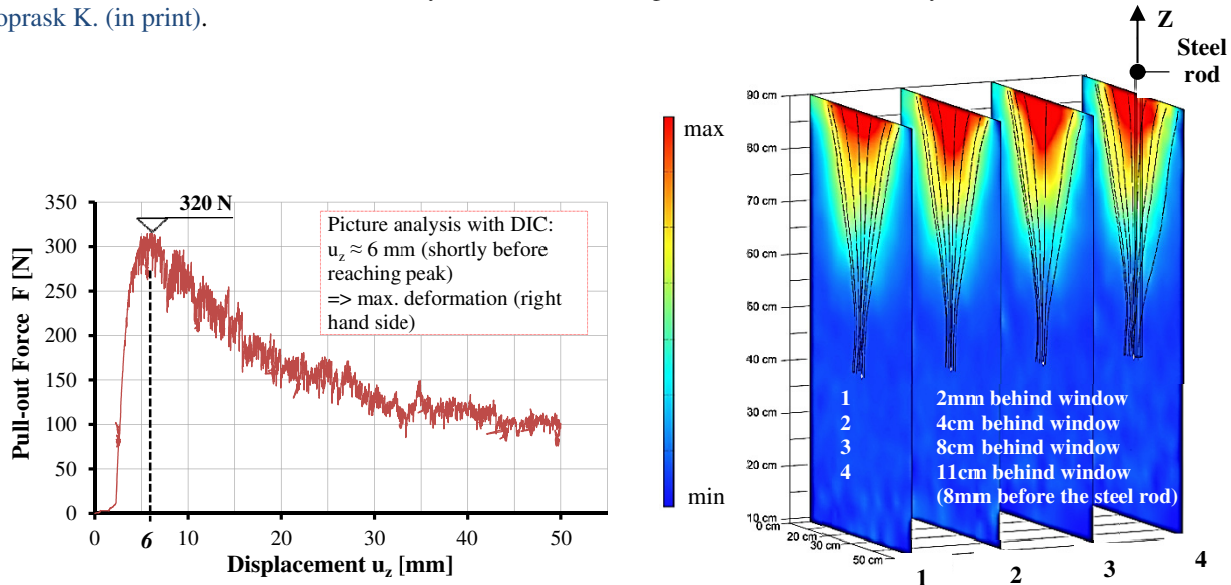 oprask K. (in print).
Z
Steel
rod
90 cm
80 cm
70 cm
60 cm
50 cm
40 cm
30 cm
20 cm
10 cm
0 cm
20 cm
30 cm
50 cm
max
min
1 2mm behind window
2 4cm behind window
3 8cm behind window
4 11cm behind window
(8mm before the steel rod)
1 2 3 4
350
300
250
200
150
100
50
0
Pull-out Force F [N]
320 N
Picture analysis with DIC:
u_z ≈ 6 mm (shortly before
reaching peak)
=> max. deformation (right
hand side)
0 6 10 20 30 40 50
Displacement u_z [mm]